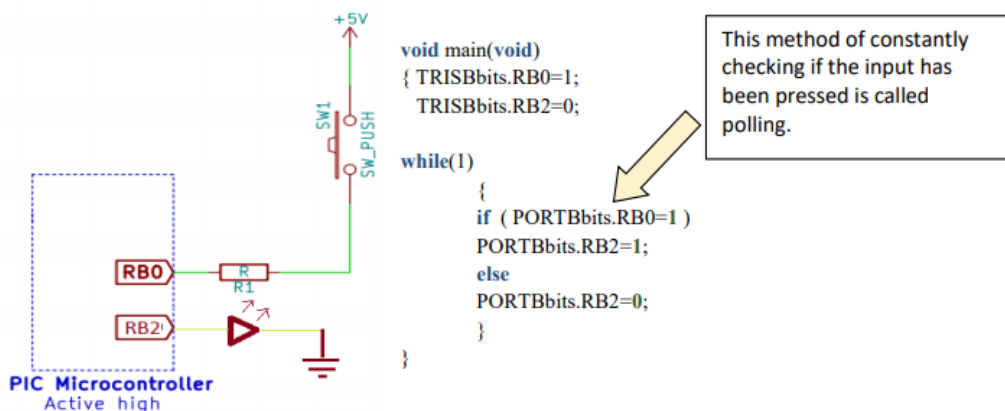 +5V
SW1
SW_PUSH
RB0
R
R1
RB2
PIC Microcontroller
Active high
void main(void)
{ TRISBbits.RB0=1;
TRISBbits.RB2=0;
while(1)
{
if ( PORTBbits.RB0=1 )
PORTBbits.RB2=1;
else
PORTBbits.RB2=0;
}
}
This method of constantly
checking if the input has
been pressed is called
polling.